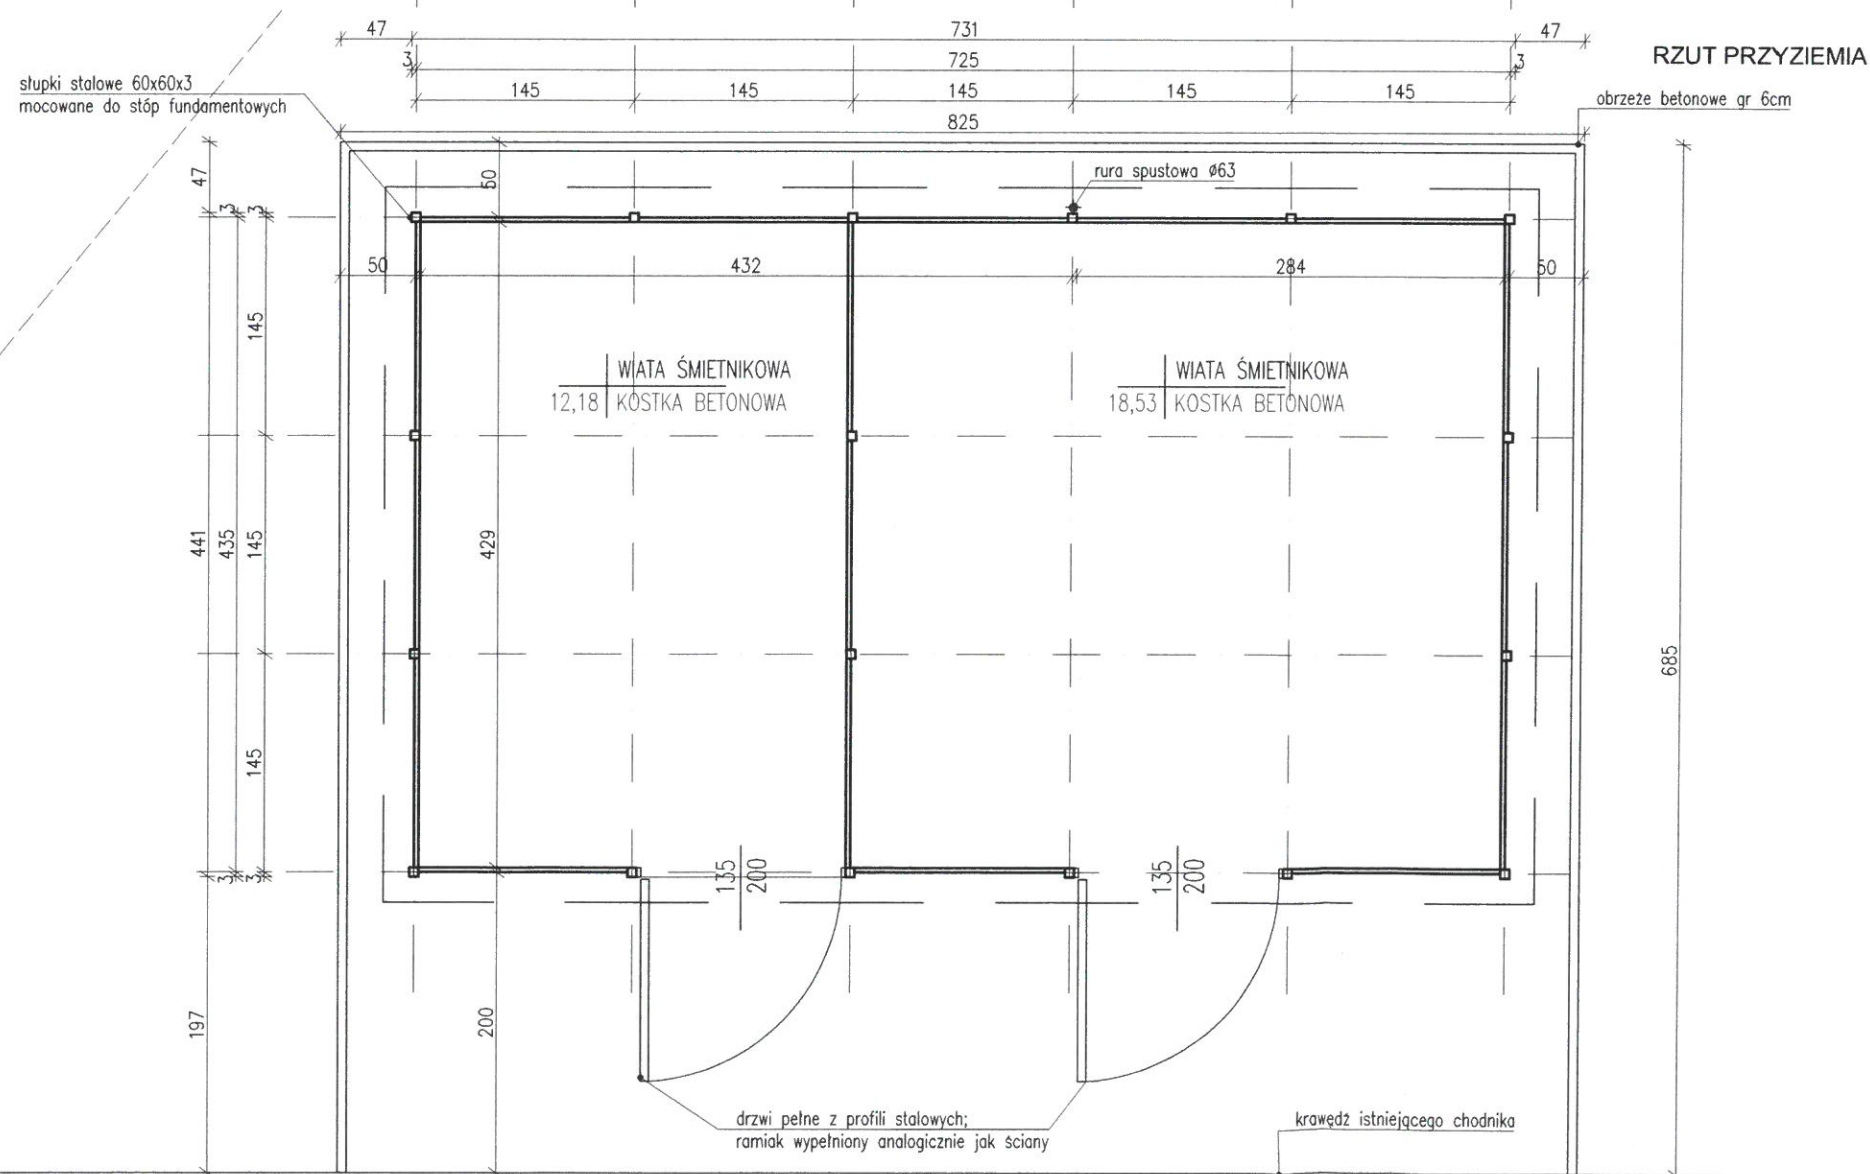 47
731
47
RZUT PRZYZIEMIA
3
725
3
słupki stalowe 60x60x3
mocowane do stóp fundamentowych
145
145
145
145
145
obrzeże betonowe gr 6cm
825
47
50
rura spustowa ø63
3
3
50
432
284
50
145
WIATA ŚMIETNIKOWA
12,18 KOSTKA BETONOWA
WIATA ŚMIETNIKOWA
18,53 KOSTKA BETONOWA
441
435
145
429
685
145
3
3
135
200
135
200
197
200
drzwi pełne z profili stalowych;
ramiak wypełniony analogicznie jak ściany
krawędź istniejącego chodnika